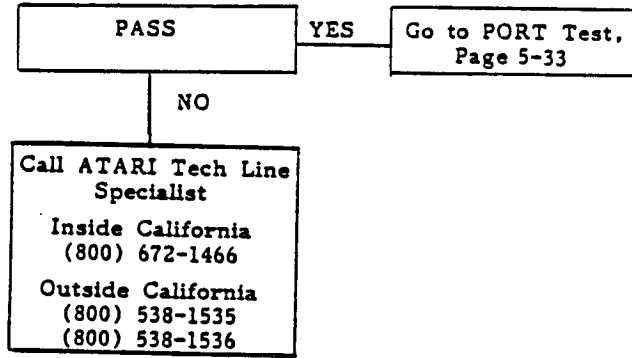 PASS
YES
Go to PORT Test,
Page 5-33
NO
Call ATARI Tech Line
Specialist
Inside California
(800) 672-1466
Outside California
(800) 538-1535
(800) 538-1536